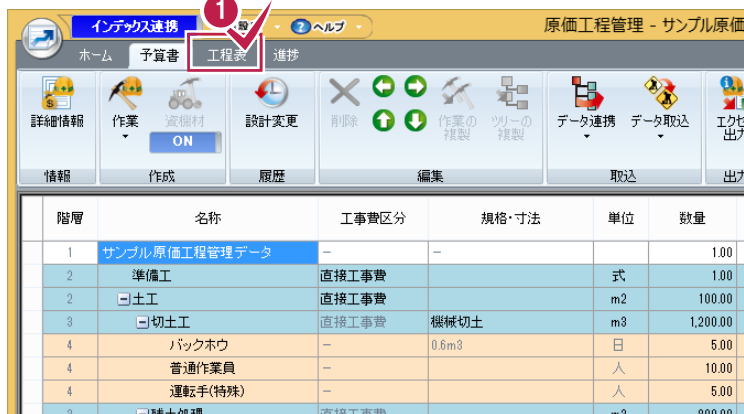 インデックス連携 ヘルプ 原価工程管理 - サンプル原価
1
ホーム 予算書 工程表 進捗
詳細情報 作業 資機材 設計変更 削除 作業の複製 ツリーの複製 データ連携 データ取込
ON
情報 作成 履歴 編集 取込
階層 名称 工事費区分 規格・寸法 単位 数量
1 サンプル原価工程管理データ - - 1.00
2 準備工 直接工事費 式 1.00
2 土工 直接工事費 m2 100.00
3 切土工 直接工事費 機械切土 m3 1,200.00
4 バックホウ - 0.6m3 日 5.00
4 普通作業員 - 人 10.00
4 運転手(特殊) - 人 5.00